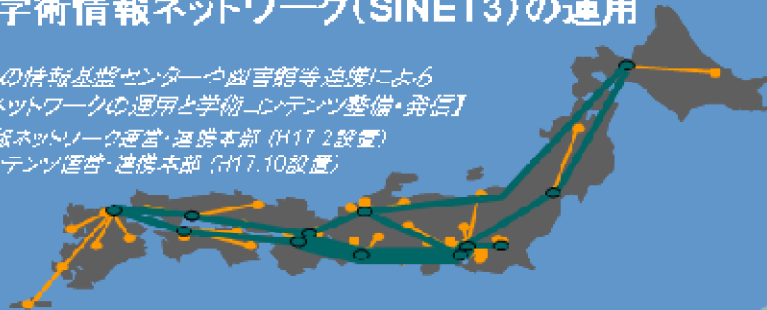 学術情報ネットワーク(SINET3)の運用
の情報基盤センターや図書館等連携による
ネットワークの運用と学術コンテンツ整備・発信】
ネットワーク運営・連携本部 (H17.2設置)
テンツ運営・連携本部 (H17.10設置)